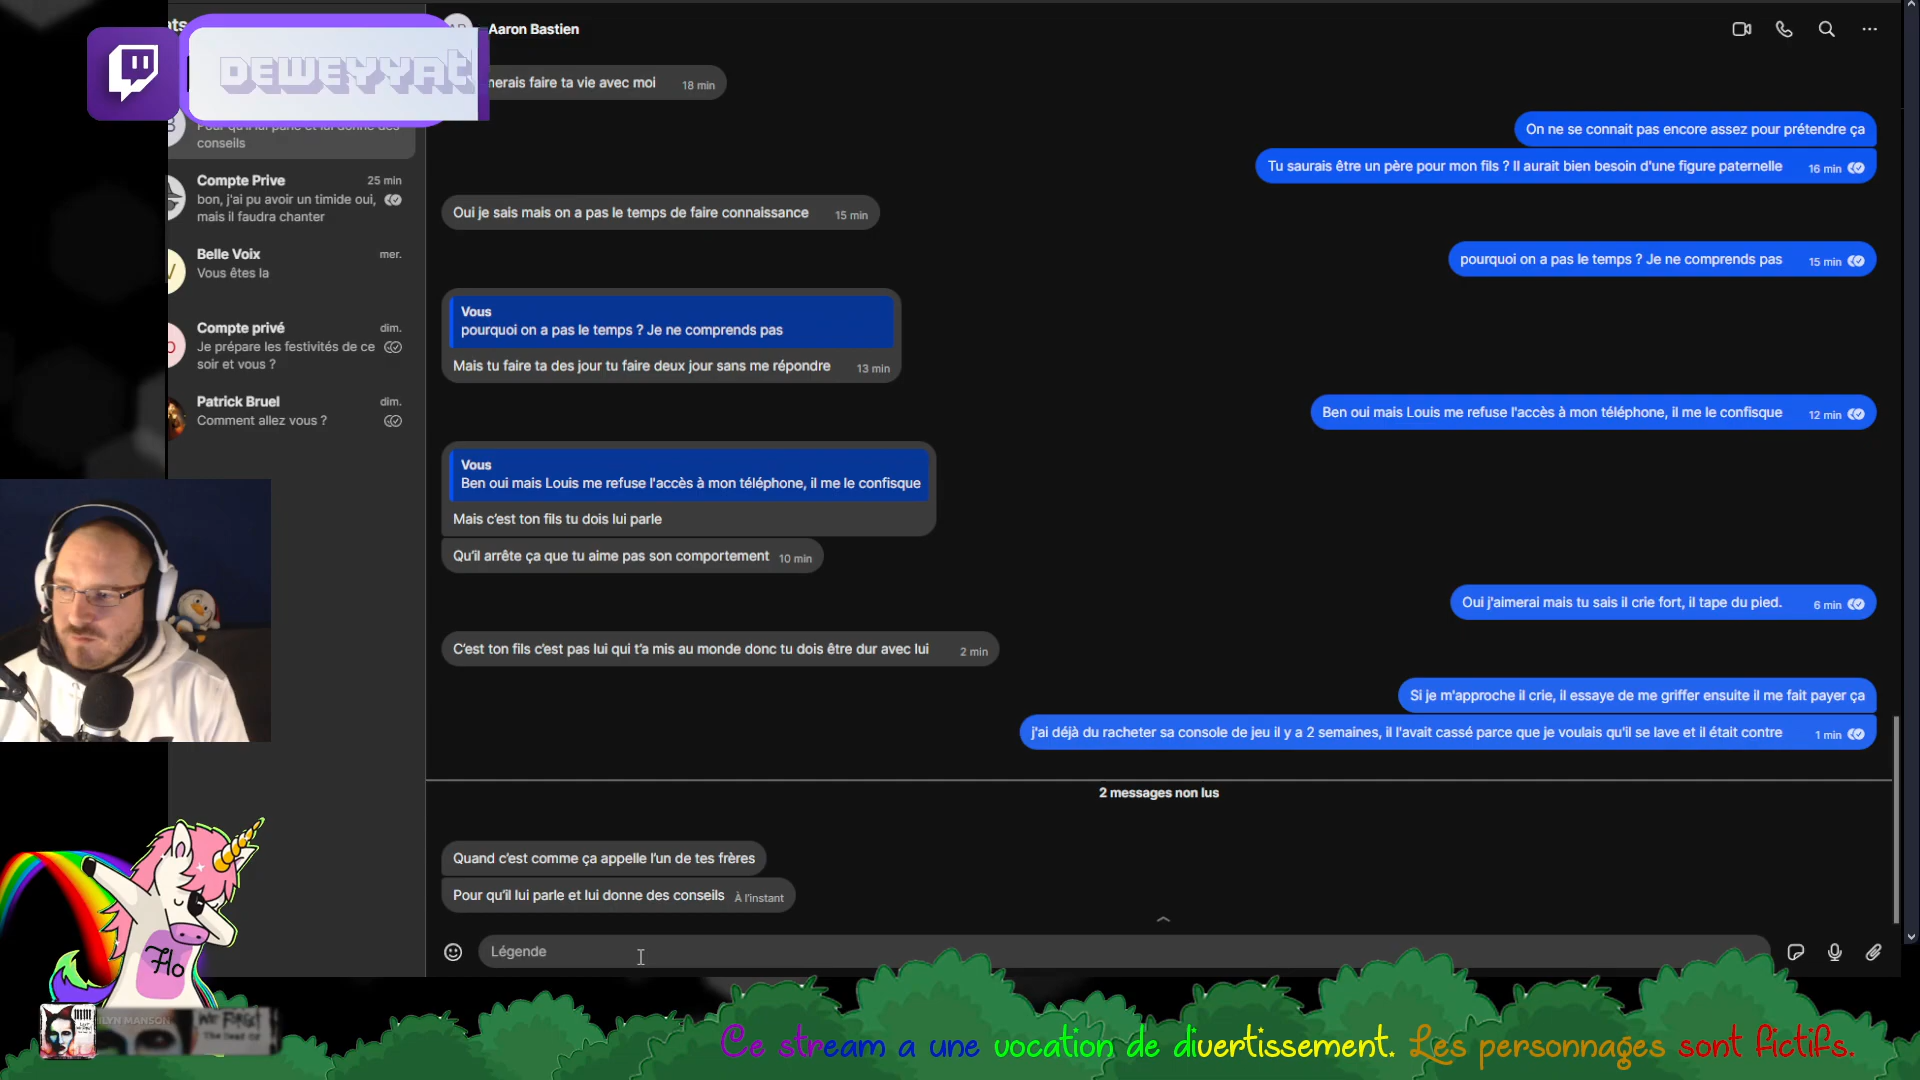 ats
DEWEYYAT
Pour qu'il lui parle et lui donne des
conseils
Compte Prive 25 min
bon, j'ai pu avoir un timide oui,
mais il faudra chanter
Belle Voix mer.
Vous êtes la
Compte privé dim.
Je prépare les festivités de ce
soir et vous ?
Patrick Bruel dim.
Comment allez vous ?
Aaron Bastien
merais faire ta vie avec moi 18 min
On ne se connait pas encore assez pour prétendre ça
Tu saurais être un père pour mon fils ? Il aurait bien besoin d'une figure paternelle 16 min
Oui je sais mais on a pas le temps de faire connaissance 15 min
pourquoi on a pas le temps ? Je ne comprends pas 15 min
Vous
pourquoi on a pas le temps ? Je ne comprends pas
Mais tu faire ta des jour tu faire deux jour sans me répondre 13 min
Ben oui mais Louis me refuse l'accès à mon téléphone, il me le confisque 12 min
Vous
Ben oui mais Louis me refuse l'accès à mon téléphone, il me le confisque
Mais c'est ton fils tu dois lui parle
Qu'il arrête ça que tu aime pas son comportement 10 min
Oui j'aimerai mais tu sais il crie fort, il tape du pied. 6 min
C'est ton fils c'est pas lui qui t'a mis au monde donc tu dois être dur avec lui 2 min
Si je m'approche il crie, il essaye de me griffer ensuite il me fait payer ça
j'ai déjà du racheter sa console de jeu il y a 2 semaines, il l'avait cassé parce que je voulais qu'il se lave et il était contre 1 min
2 messages non lus
Quand c'est comme ça appelle l'un de tes frères
Pour qu'il lui parle et lui donne des conseils À l'instant
Légende
Flo
ILYN MANSON
Ce stream a une vocation de divertissement. Les personnages sont fictifs.